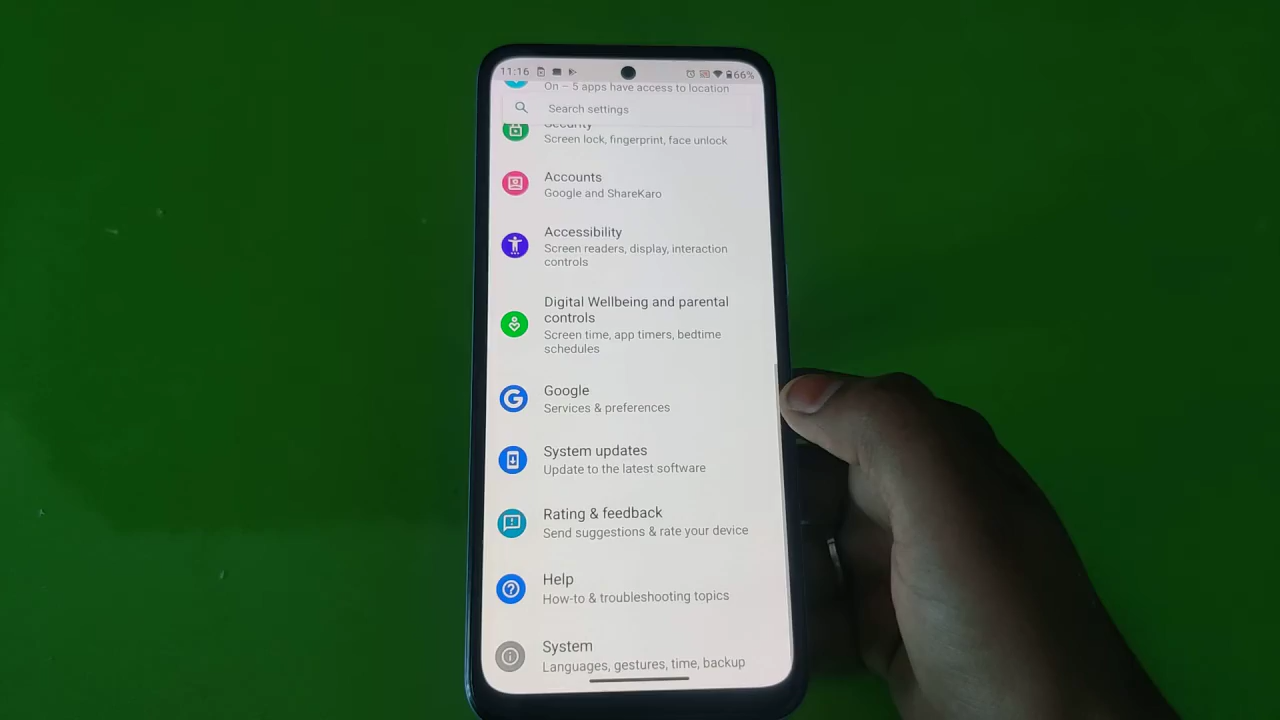 11:16 66%
On – 5 apps have access to location
Search settings
Security
Screen lock, fingerprint, face unlock
Accounts
Google and ShareKaro
Accessibility
Screen readers, display, interaction
controls
Digital Wellbeing and parental
controls
Screen time, app timers, bedtime
schedules
Google
Services & preferences
System updates
Update to the latest software
Rating & feedback
Send suggestions & rate your device
Help
How-to & troubleshooting topics
System
Languages, gestures, time, backup